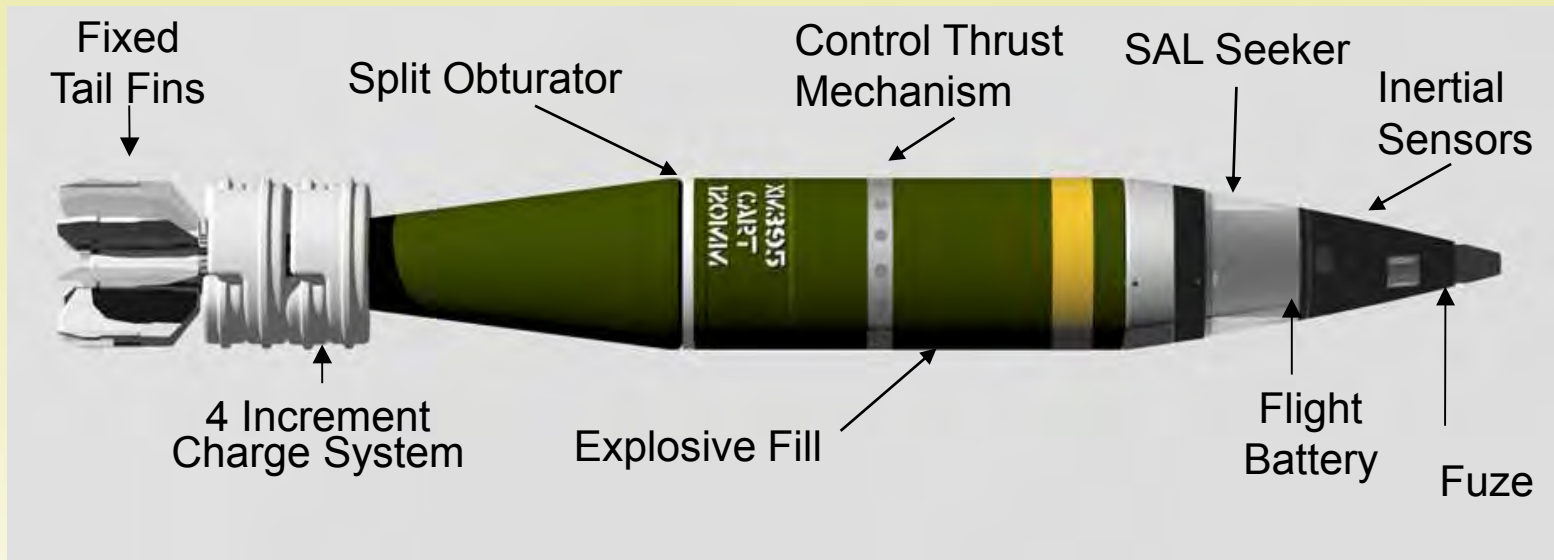 Fixed
Tail Fins
Split Obturator
Control Thrust
Mechanism
SAL Seeker
Inertial
Sensors
XM395
CART
120MM
4 Increment
Charge System
Explosive Fill
Flight
Battery
Fuze